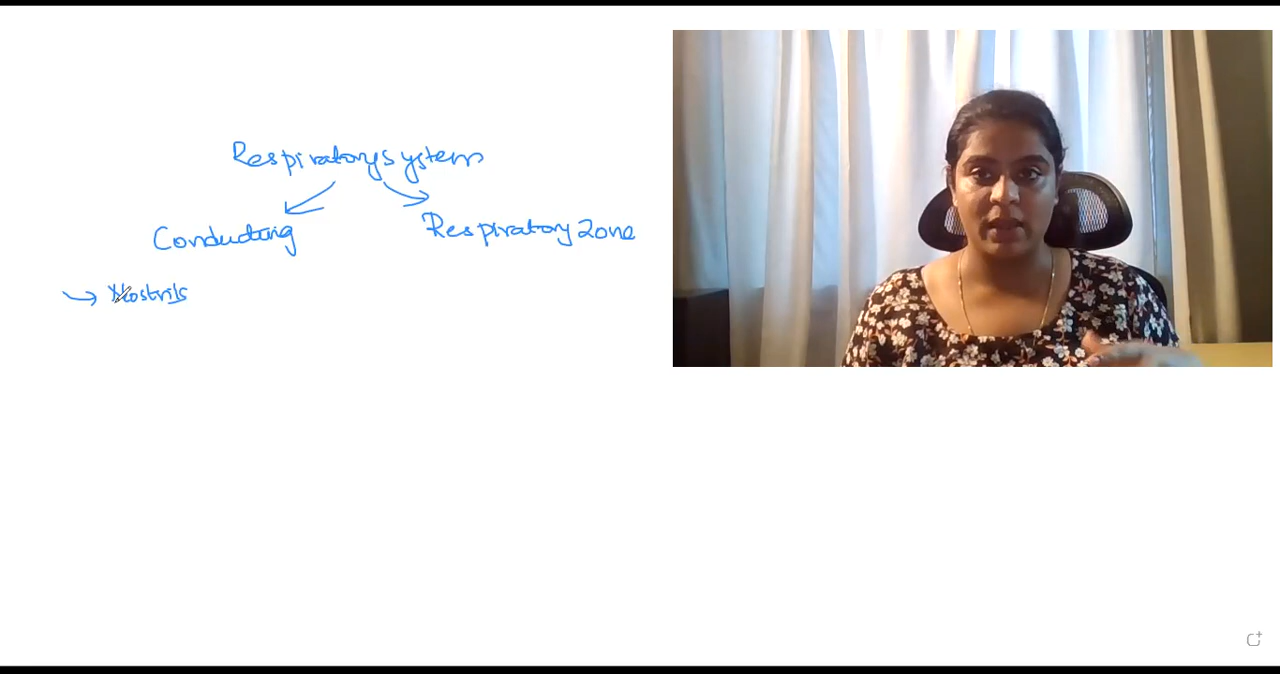 Respiratory system
Conducting
Respiratory Zone
→ Nostrils